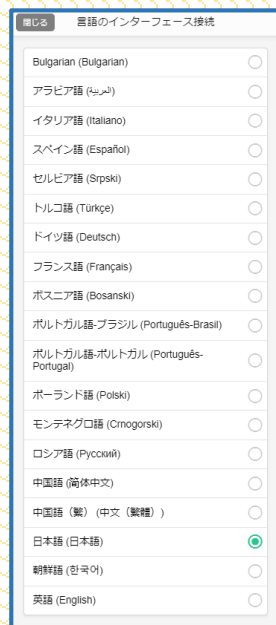 閉じる
言語のインターフェース接続
Bulgarian (Bulgarian)
アラビア語 (العربية)
イタリア語 (Italiano)
スペイン語 (Español)
セルビア語 (Srpski)
トルコ語 (Türkçe)
ドイツ語 (Deutsch)
フランス語 (Français)
ボスニア語 (Bosanski)
ポルトガル語-ブラジル (Português-Brasil)
ポルトガル語-ポルトガル (Português-
Portugal)
ポーランド語 (Polski)
モンテネグロ語 (Crnogorski)
ロシア語 (Русский)
中国語 (简体中文)
中国語（繁） (中文（繁體）)
日本語 (日本語)
朝鮮語 (한국어)
英語 (English)